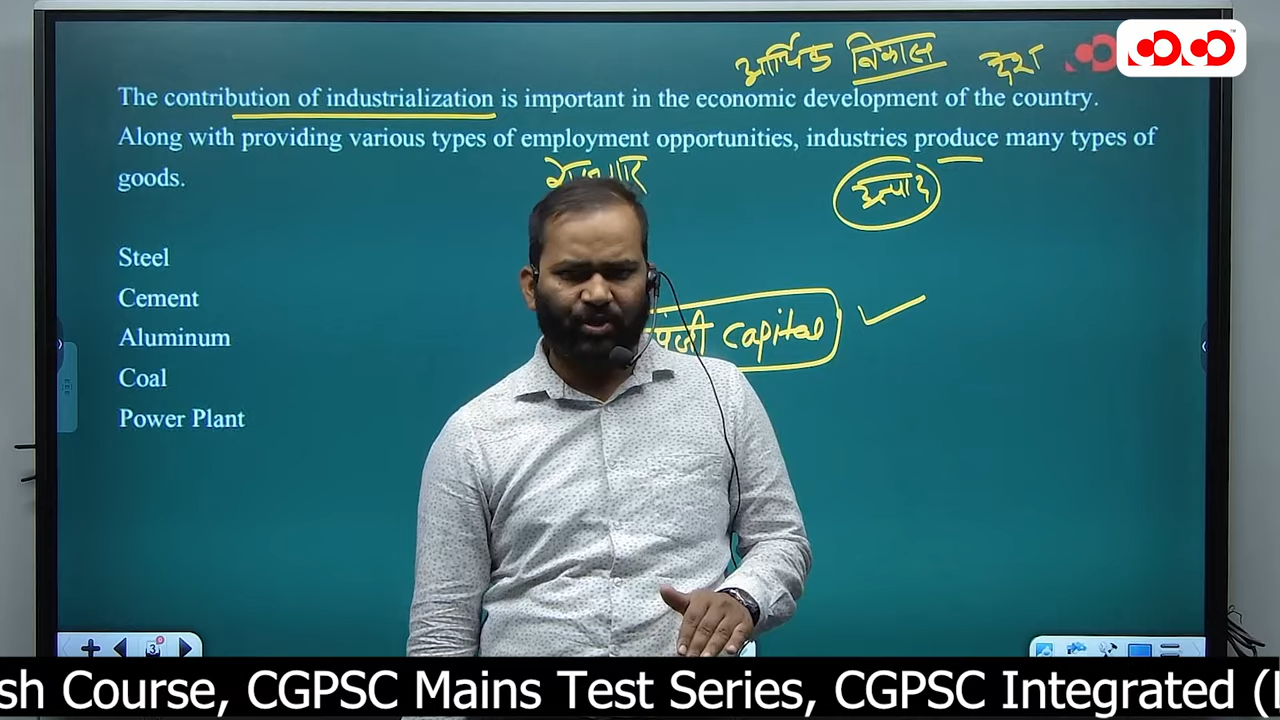 आर्थिक विकास देश
The contribution of industrialization is important in the economic development of the country.
Along with providing various types of employment opportunities, industries produce many types of
goods.
रोजगार
उत्पाद
Steel
Cement
Aluminum
पूंजी capital
Coal
Power Plant
3
sh Course, CGPSC Mains Test Series, CGPSC Integrated (